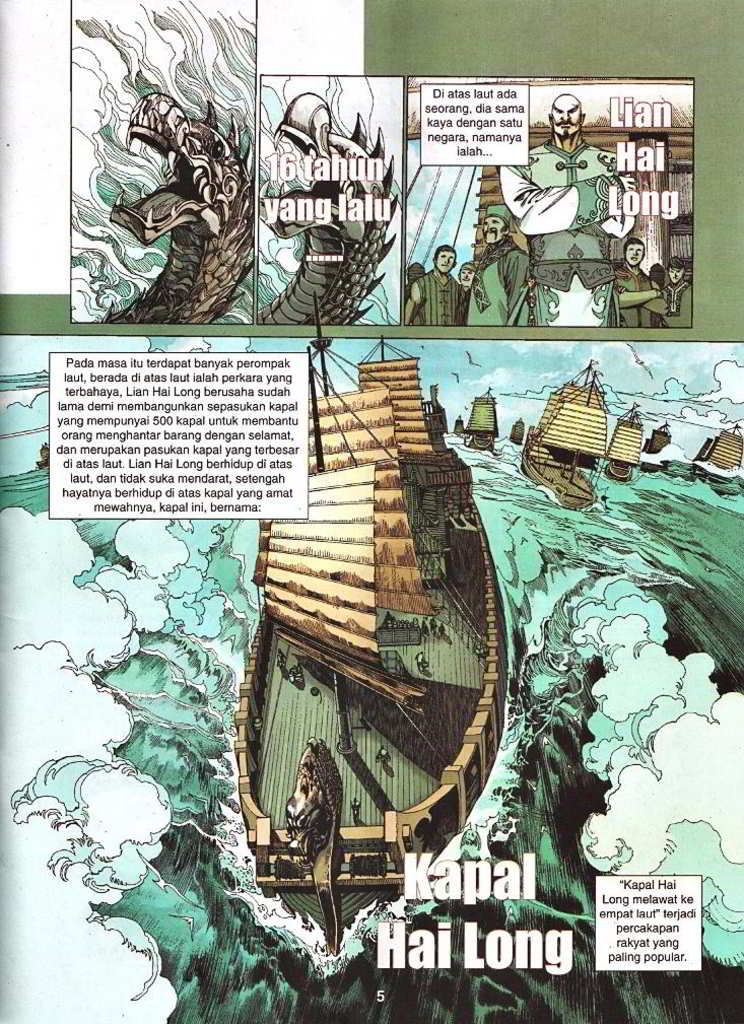 16 tahun
yang lalu
......
Di atas laut ada
seorang, dia sama
kaya dengan satu
negara, namanya
ialah...
Lian
Hai
Long
Pada masa itu terdapat banyak perompak
laut, berada di atas laut ialah perkara yang
terbahaya, Lian Hai Long berusaha sudah
lama demi membangunkan sepasukan kapal
yang mempunyai 500 kapal untuk membantu
orang menghantar barang dengan selamat,
dan merupakan pasukan kapal yang terbesar
di atas laut. Lian Hai Long berhidup di atas
laut, dan tidak suka mendarat, setengah
hayatnya berhidup di atas kapal yang amat
mewahnya, kapal ini, bernama:
Kapal
Hai Long
"Kapal Hai
Long melawat ke
empat laut" terjadi
percakapan
rakyat yang
paling popular.
5